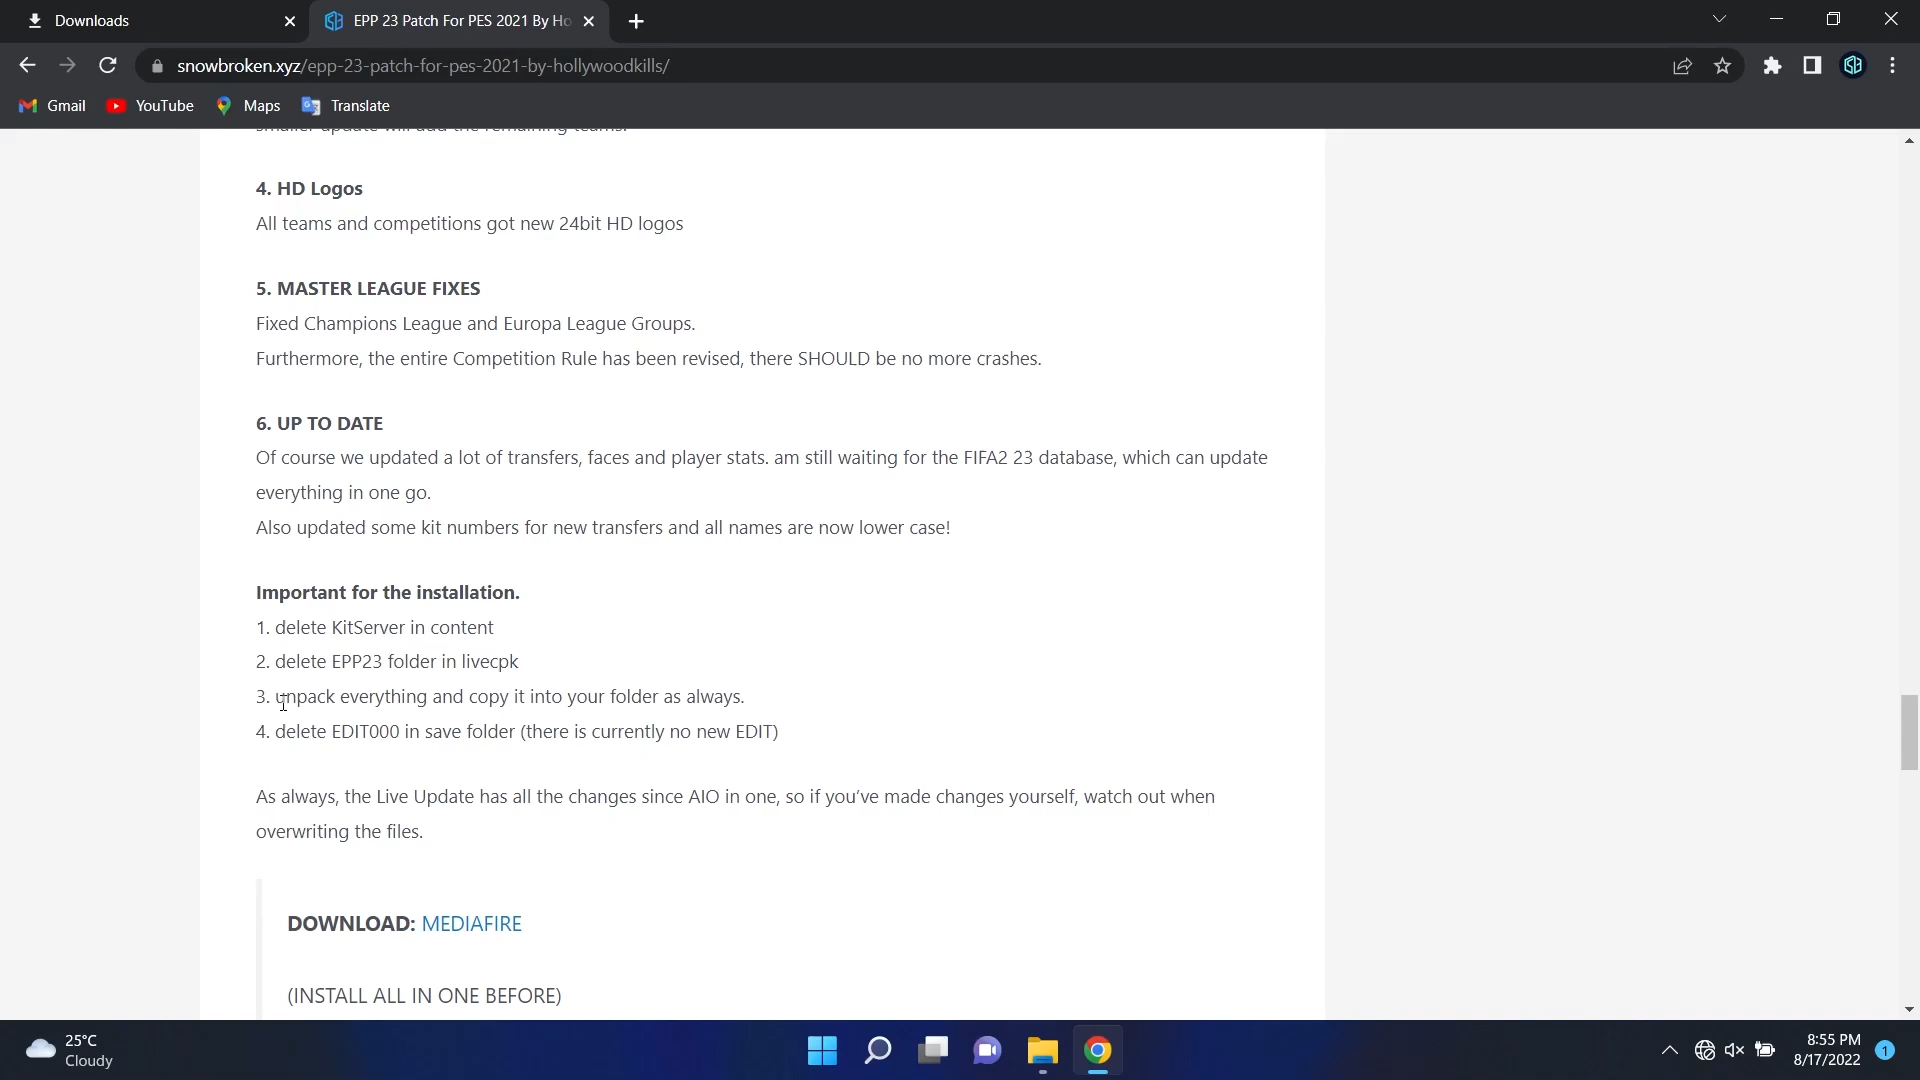 Downloads
EPP 23 Patch For PES 2021 By Ho
snowbroken.xyz/epp-23-patch-for-pes-2021-by-hollywoodkills/
Gmail YouTube Maps Translate
smaller update will add the remaining teams.
4. HD Logos
All teams and competitions got new 24bit HD logos
5. MASTER LEAGUE FIXES
Fixed Champions League and Europa League Groups.
Furthermore, the entire Competition Rule has been revised, there SHOULD be no more crashes.
6. UP TO DATE
Of course we updated a lot of transfers, faces and player stats. am still waiting for the FIFA2 23 database, which can update
everything in one go.
Also updated some kit numbers for new transfers and all names are now lower case!
Important for the installation.
1. delete KitServer in content
2. delete EPP23 folder in livecpk
3. unpack everything and copy it into your folder as always.
4. delete EDIT000 in save folder (there is currently no new EDIT)
As always, the Live Update has all the changes since AIO in one, so if you’ve made changes yourself, watch out when
overwriting the files.
DOWNLOAD: MEDIAFIRE
(INSTALL ALL IN ONE BEFORE)
25°C
Cloudy
8:55 PM
8/17/2022
1